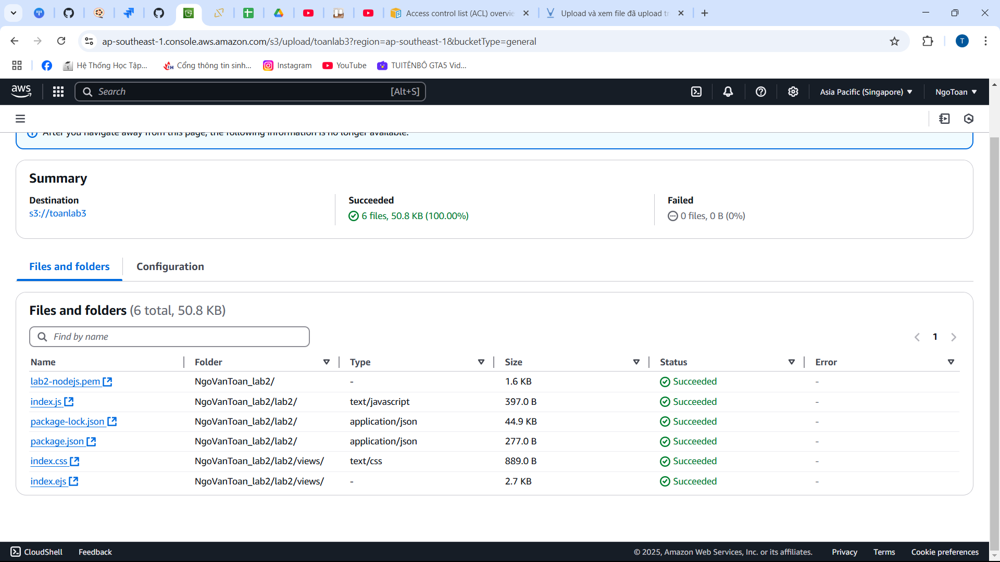 Access control list (ACL) overvie
Upload và xem file đã upload tr
ap-southeast-1.console.aws.amazon.com/s3/upload/toanlab3?region=ap-southeast-1&bucketType=general
T
Hệ Thống Học Tập...
Cổng thông tin sinh...
Instagram
YouTube
TUITÊNBÔ GTA5 Vid...
aws
Search
[Alt+S]
Asia Pacific (Singapore)
NgoToan
After you navigate away from this page, the following information is no longer available.
Summary
Destination
s3://toanlab3
Succeeded
6 files, 50.8 KB (100.00%)
Failed
0 files, 0 B (0%)
Files and folders
Configuration
Files and folders (6 total, 50.8 KB)
Find by name
1
Name Folder Type Size Status Error
lab2-nodejs.pem NgoVanToan_lab2/ - 1.6 KB Succeeded -
index.js NgoVanToan_lab2/lab2/ text/javascript 397.0 B Succeeded -
package-lock.json NgoVanToan_lab2/lab2/ application/json 44.9 KB Succeeded -
package.json NgoVanToan_lab2/lab2/ application/json 277.0 B Succeeded -
index.css NgoVanToan_lab2/lab2/views/ text/css 889.0 B Succeeded -
index.ejs NgoVanToan_lab2/lab2/views/ - 2.7 KB Succeeded -
CloudShell
Feedback
© 2025, Amazon Web Services, Inc. or its affiliates.
Privacy
Terms
Cookie preferences